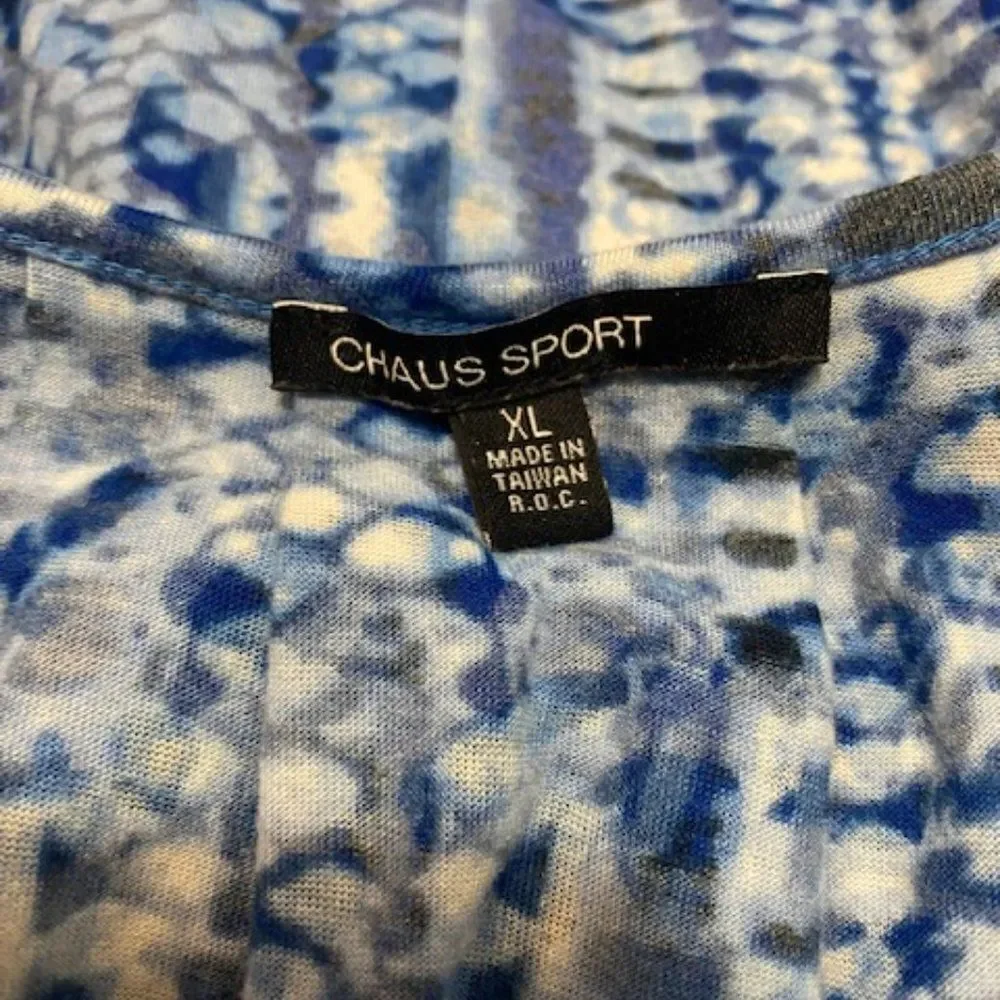 CHAUS SPORT
XL
MADE IN
TAIWAN
R.O.C.